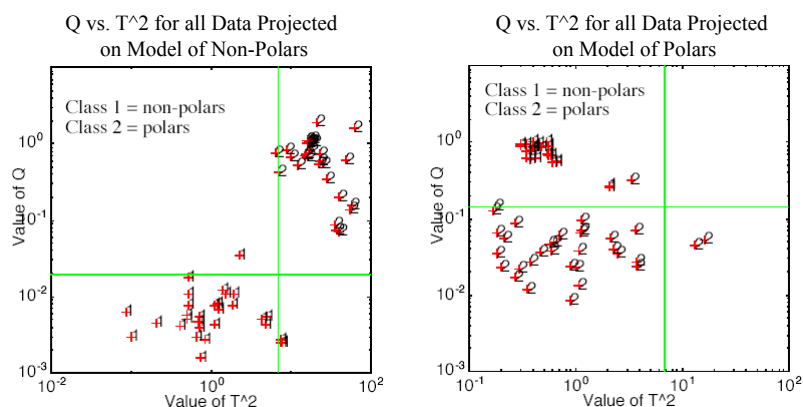 Q vs. T^2 for all Data Projected
on Model of Non-Polars
Class 1 = non-polars
Class 2 = polars
Value of Q
10^0
10^-1
10^-2
10^-3
10^-2
10^0
10^2
Value of T^2
Q vs. T^2 for all Data Projected
on Model of Polars
Class 1 = non-polars
Class 2 = polars
Value of Q
10^0
10^-1
10^-2
10^-3
10^-1
10^0
10^1
10^2
Value of T^2